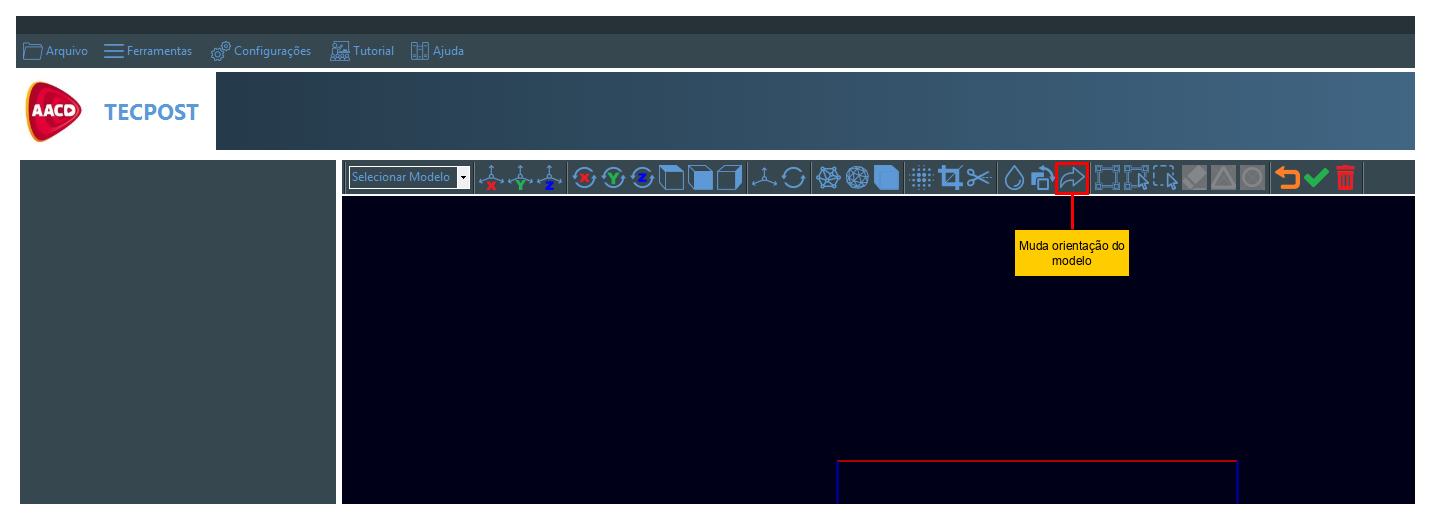 Arquivo Ferramentas Configurações Tutorial Ajuda
AACD TECPOST
Selecionar Modelo X Y Z X Y Z
Muda orientação do
modelo